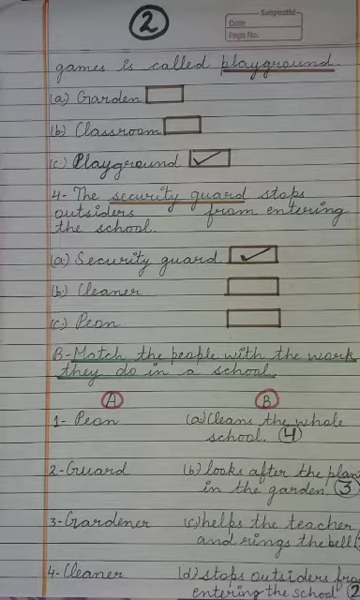 2
Saispaathi
Date
Page No.
games is called playground.
(a) Garden
(b) Classroom
(c) Playground ✓
4- The security guard stops
outsiders from entering
the school.
(a) Security guard ✓
(b) Cleaner
(c) Peon
B- Match the people with the work
they do in a school.
A B
1- Peon (a) Cleans the whole
school. 4
2- Guard (b) looks after the
in the garden. 3
3- Gardener (c) helps the teacher
and rings the bell
4- Cleaner (d) stops outsiders from
entering the school 2